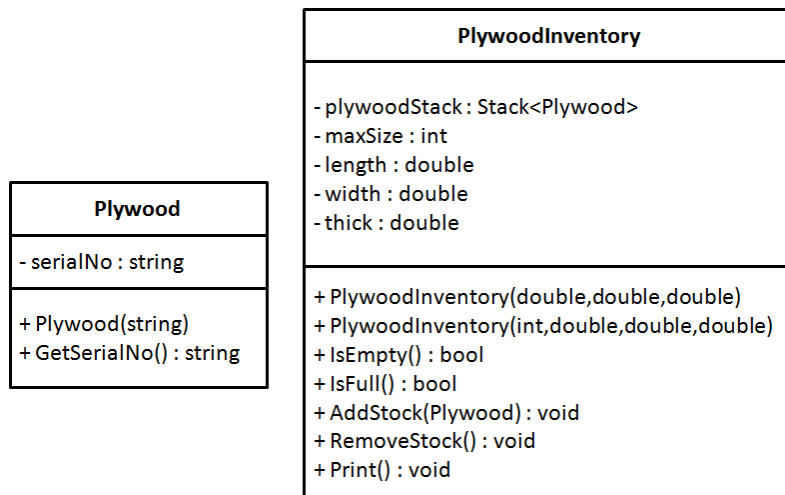 Plywood
- serialNo : string
+ Plywood(string)
+ GetSerialNo() : string
PlywoodInventory
- plywoodStack : Stack<Plywood>
- maxSize : int
- length : double
- width : double
- thick : double
+ PlywoodInventory(double,double,double)
+ PlywoodInventory(int,double,double,double)
+ IsEmpty() : bool
+ IsFull() : bool
+ AddStock(Plywood) : void
+ RemoveStock() : void
+ Print() : void